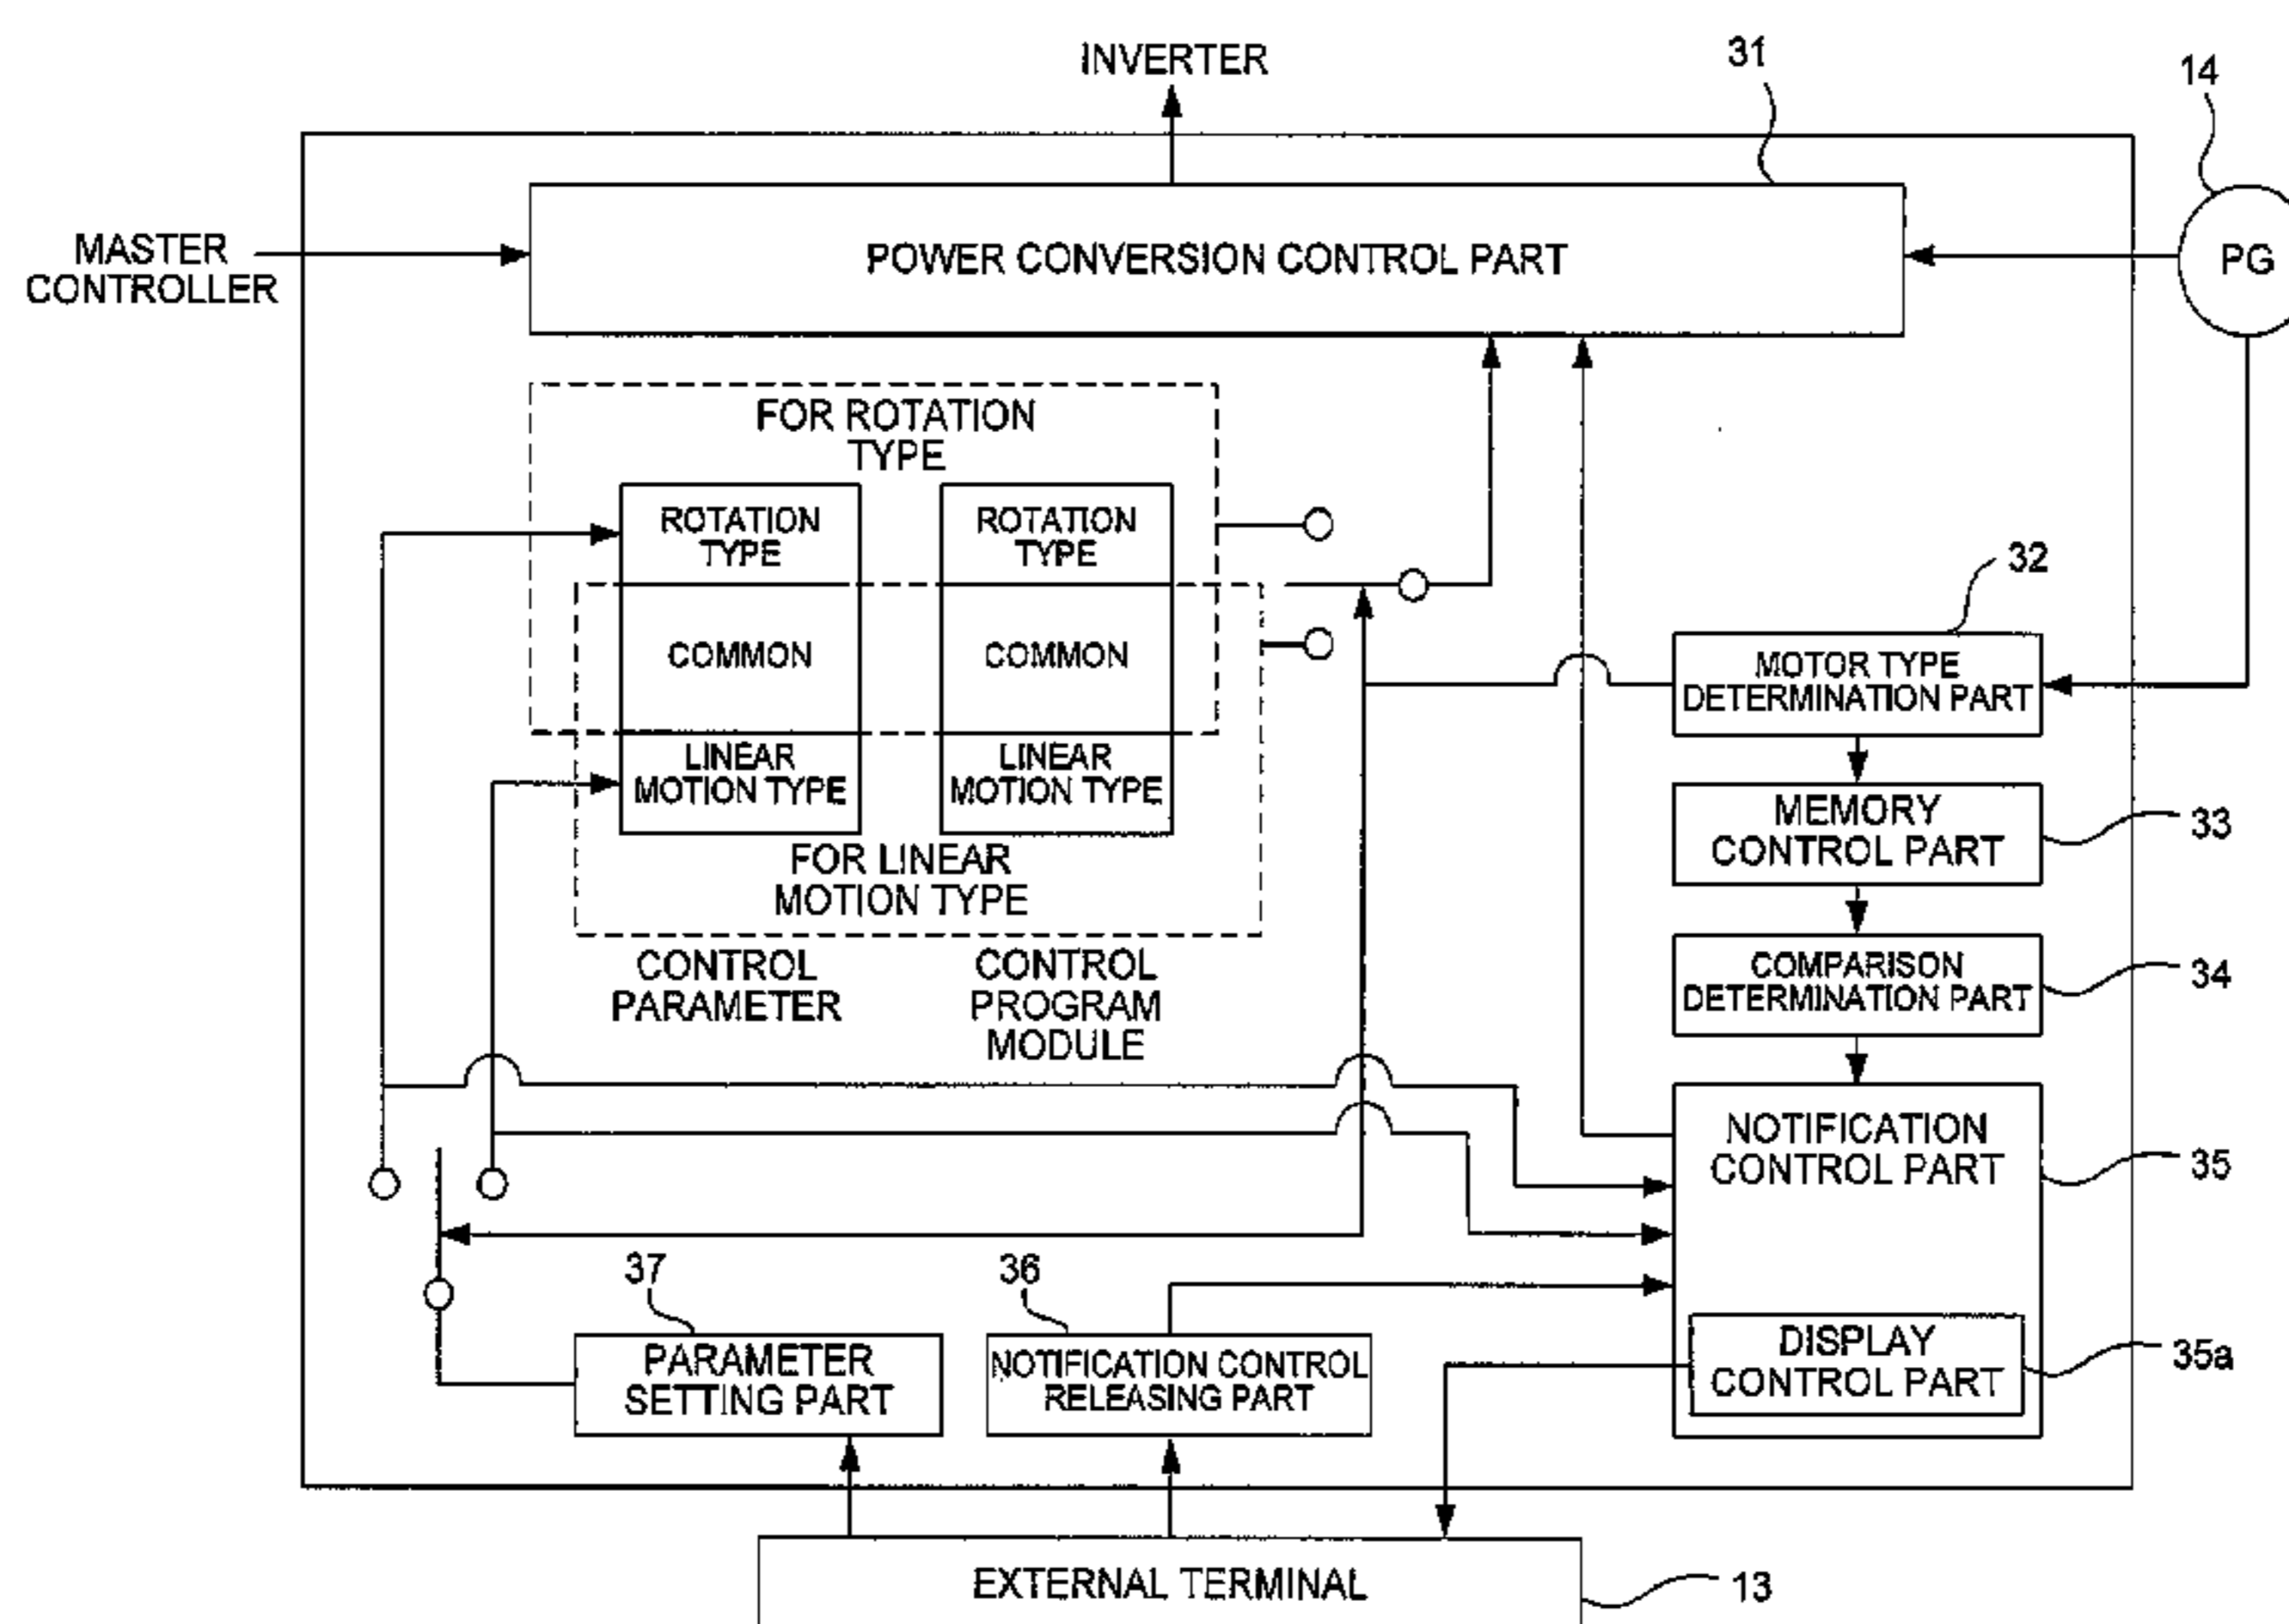 INVERTER
31
14
MASTER
CONTROLLER
POWER CONVERSION CONTROL PART
PG
FOR ROTATION
TYPE
ROTATION
TYPE
ROTATION
TYPE
32
COMMON
COMMON
MOTOR TYPE
DETERMINATION PART
LINEAR
MOTION TYPE
LINEAR
MOTION TYPE
MEMORY
CONTROL PART
33
FOR LINEAR
MOTION TYPE
CONTROL
PARAMETER
CONTROL
PROGRAM
MODULE
COMPARISON
DETERMINATION PART
34
NOTIFICATION
CONTROL PART
35
37
36
PARAMETER
SETTING PART
NOTIFICATION CONTROL
RELEASING PART
DISPLAY
CONTROL PART
35a
EXTERNAL TERMINAL
13